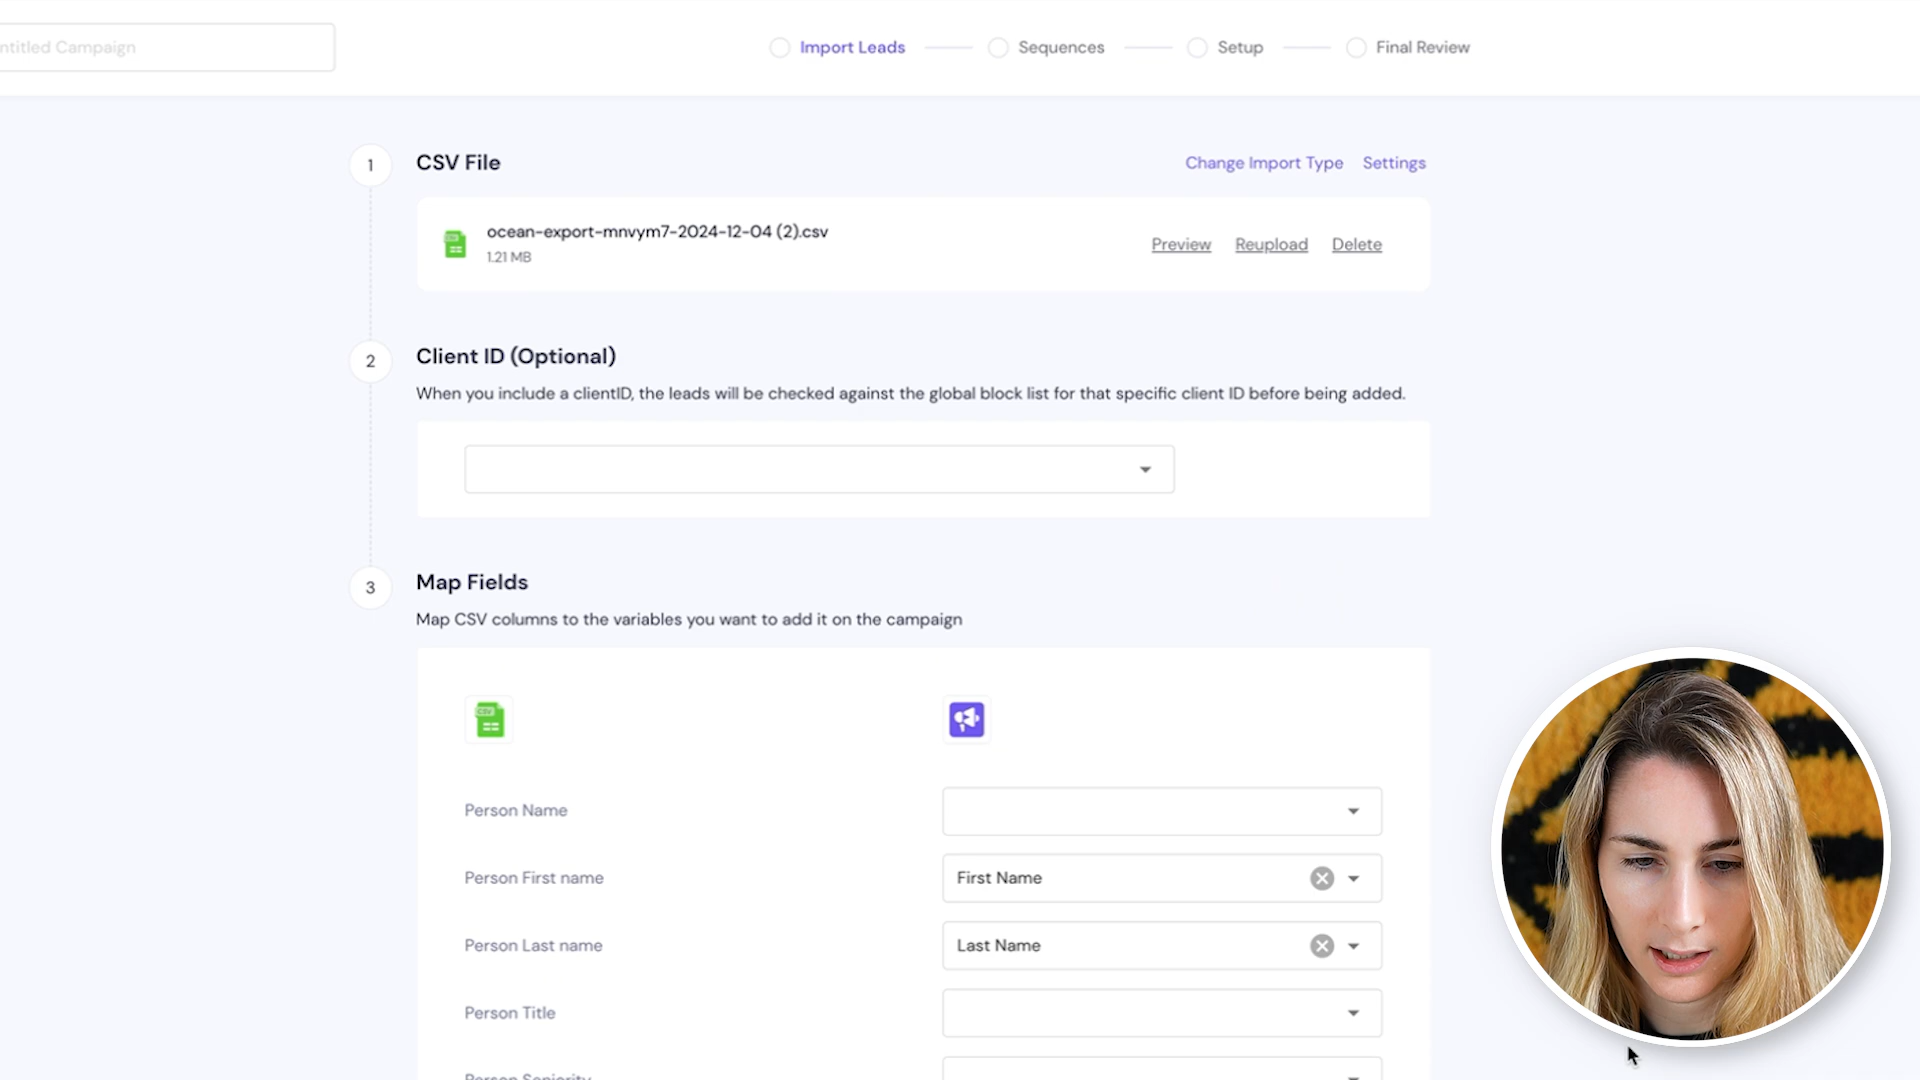 ntitled Campaign
Import Leads
Sequences
Setup
Final Review
1
CSV File
Change Import Type
Settings
ocean-export-mnvym7-2024-12-04 (2).csv
1.21 MB
Preview
Reupload
Delete
2
Client ID (Optional)
When you include a clientID, the leads will be checked against the global block list for that specific client ID before being added.
3
Map Fields
Map CSV columns to the variables you want to add it on the campaign
CSV
Person Name
Person First name
First Name
Person Last name
Last Name
Person Title
Person Seniority